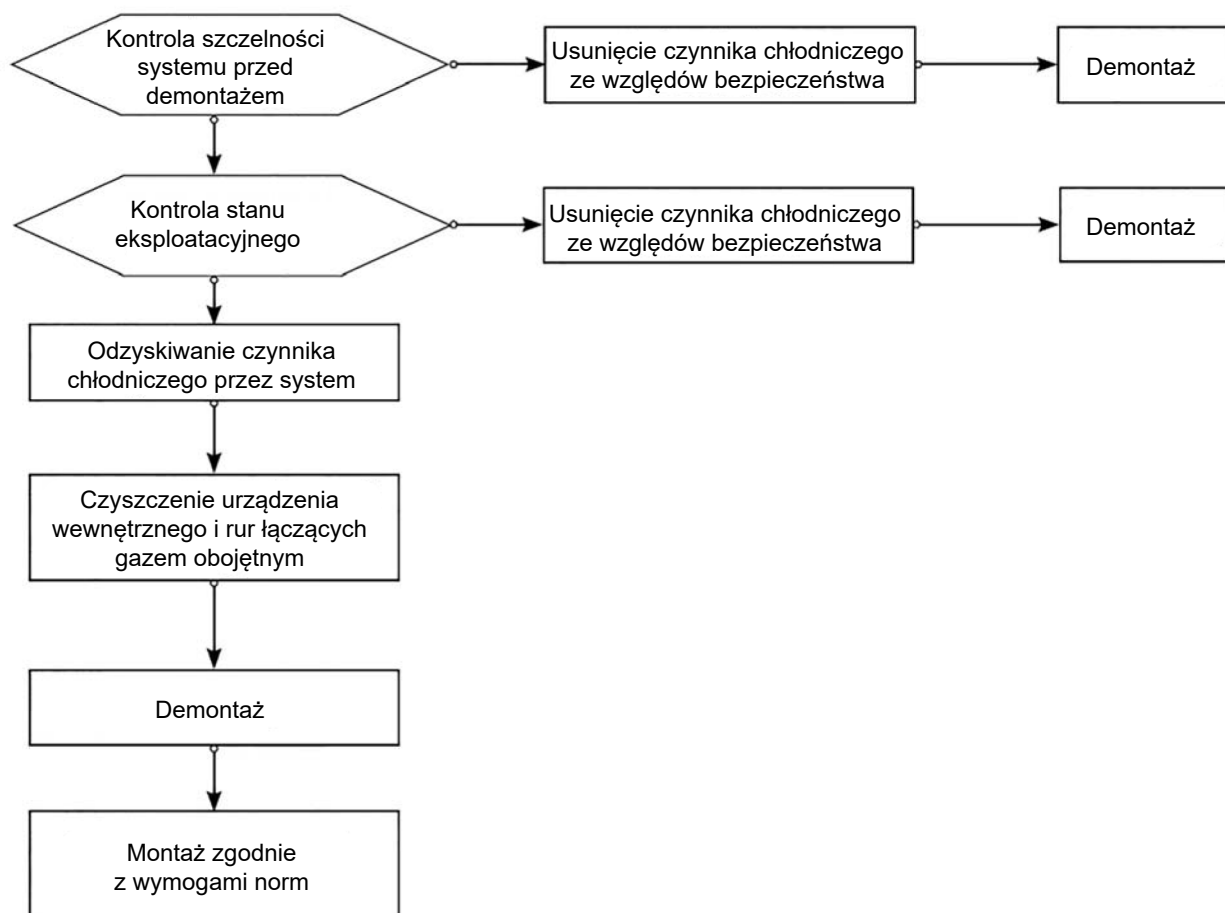 Kontrola szczelności
systemu przed
demontażem
Usunięcie czynnika chłodniczego
ze względów bezpieczeństwa
Demontaż
Kontrola stanu
eksploatacyjnego
Usunięcie czynnika chłodniczego
ze względów bezpieczeństwa
Demontaż
Odzyskiwanie czynnika
chłodniczego przez system
Czyszczenie urządzenia
wewnętrznego i rur łączących
gazem obojętnym
Demontaż
Montaż zgodnie
z wymogami norm